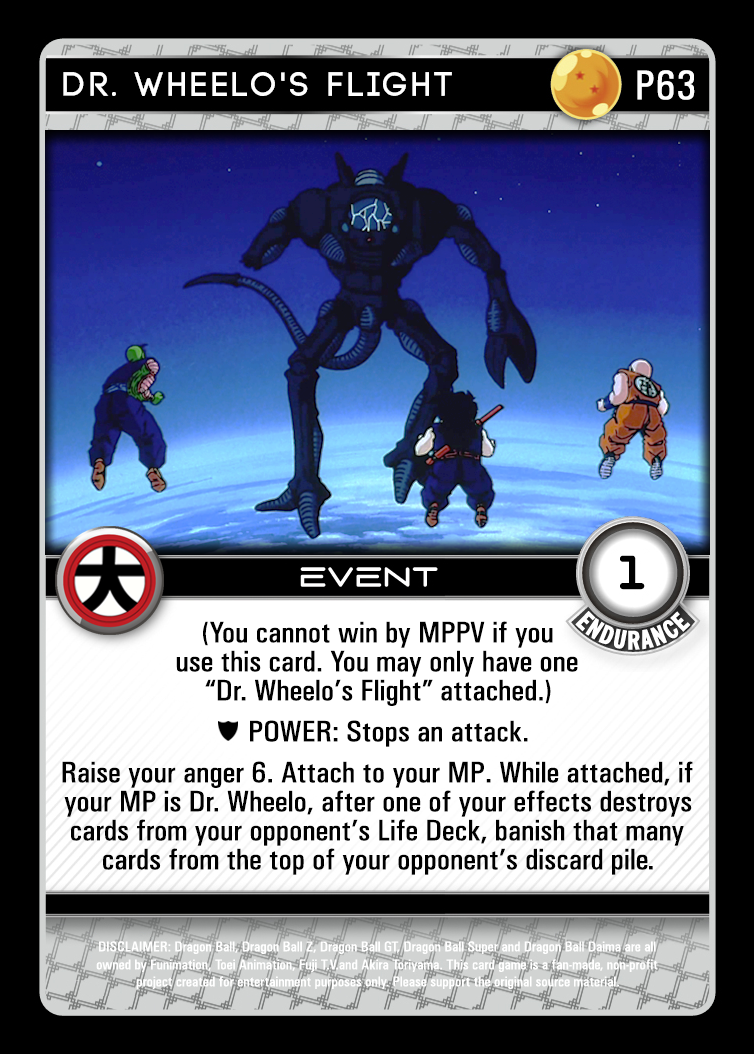 DR. WHEELO'S FLIGHT
P63
大
EVENT
1
ENDURANCE
(You cannot win by MPPV if you
use this card. You may only have one
“Dr. Wheelo’s Flight” attached.)
POWER: Stops an attack.
Raise your anger 6. Attach to your MP. While attached, if
your MP is Dr. Wheelo, after one of your effects destroys
cards from your opponent’s Life Deck, banish that many
cards from the top of your opponent’s discard pile.
DISCLAIMER: Dragon Ball, Dragon Ball Z, Dragon Ball GT, Dragon Ball Super and Dragon Ball Daima are all
owned by Funimation, Toei Animation, Fuji T.V.and Akira Toriyama. This card game is a fan-made, non-profit
project created for entertainment purposes only. Please support the original source material.